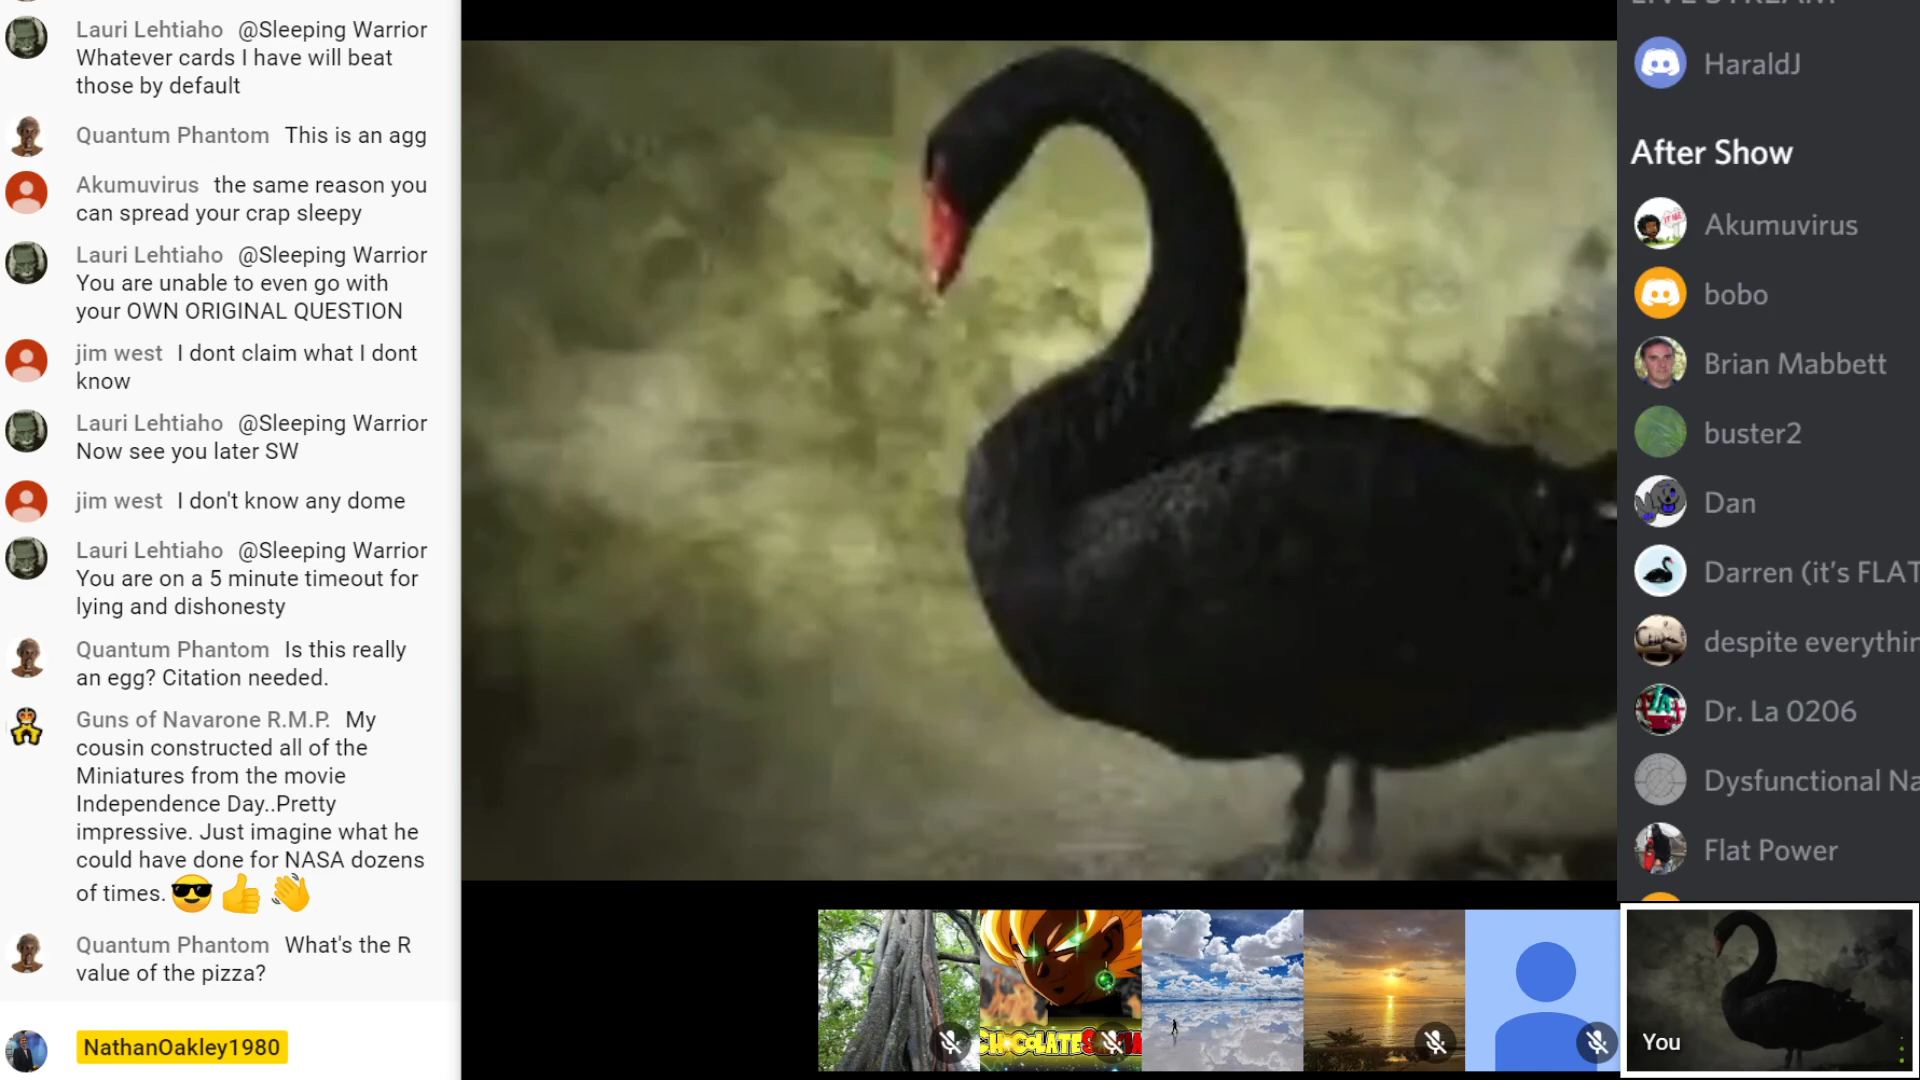 Lauri Lehtiaho @Sleeping Warrior
Whatever cards I have will beat
those by default
Quantum Phantom This is an agg
Akumuvirus the same reason you
can spread your crap sleepy
Lauri Lehtiaho @Sleeping Warrior
You are unable to even go with
your OWN ORIGINAL QUESTION
jim west I dont claim what I dont
know
Lauri Lehtiaho @Sleeping Warrior
Now see you later SW
jim west I don't know any dome
Lauri Lehtiaho @Sleeping Warrior
You are on a 5 minute timeout for
lying and dishonesty
Quantum Phantom Is this really
an egg? Citation needed.
Guns of Navarone R.M.P. My
cousin constructed all of the
Miniatures from the movie
Independence Day..Pretty
impressive. Just imagine what he
could have done for NASA dozens
of times.😎👍👋
Quantum Phantom What's the R
value of the pizza?
NathanOakley1980
LIVE STREAM
HaraldJ
After Show
Akumuvirus
bobo
Brian Mabbett
buster2
Dan
Darren (it's FLAT
despite everythin
Dr. La 0206
Dysfunctional Na
Flat Power
You